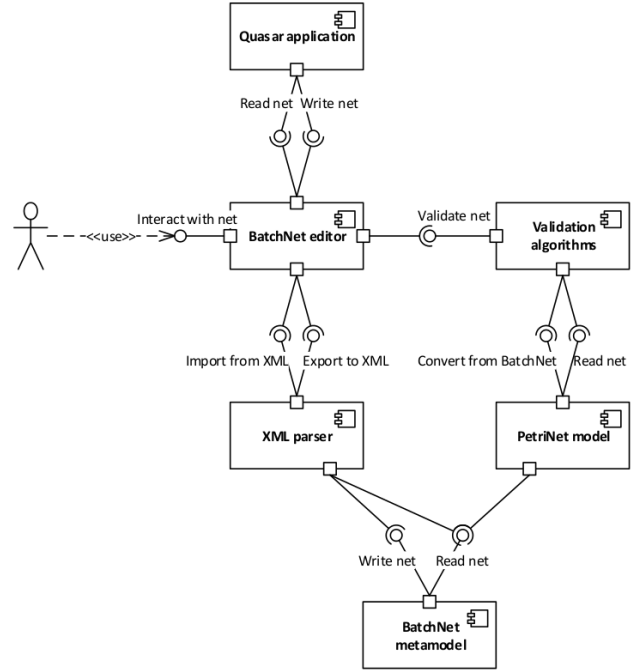 Quasar application
Read net
Write net
Interact with net
<<use>>
BatchNet editor
Validate net
Validation
algorithms
Import from XML
Export to XML
Convert from BatchNet
Read net
XML parser
PetriNet model
Write net
Read net
BatchNet
metamodel